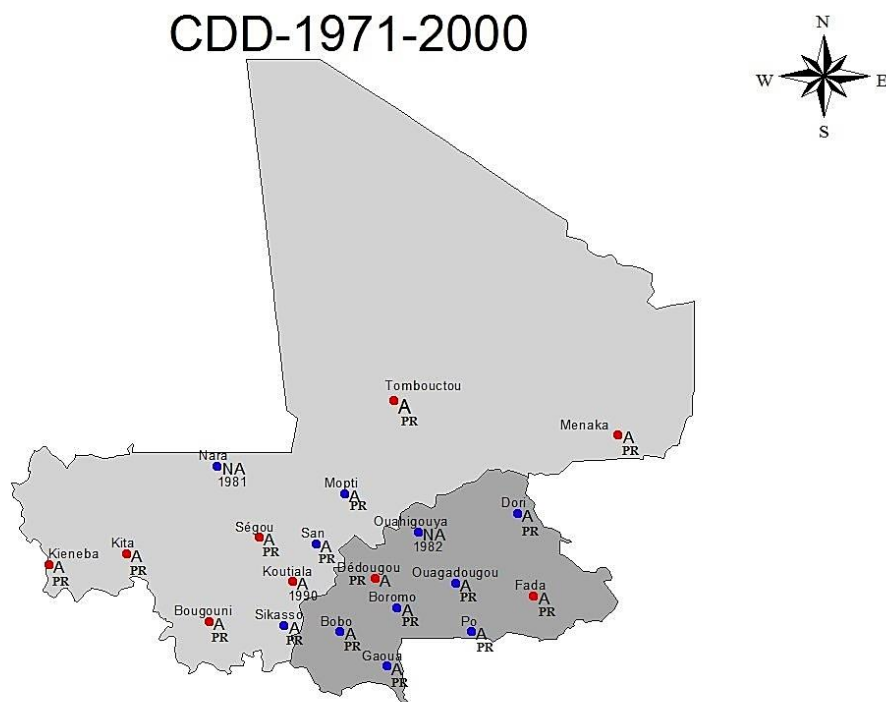 CDD-1971-2000
N
W E
S
Tombouctou
A
PR
Menaka
A
PR
Nara
NA
1981
Mopti
A
PR
Dori
A
PR
Ouahigouya
NA
1982
Ségou
A
PR
San
A
PR
Kita
A
PR
Kieneba
A
PR
Koutiala
A
1990
Dédougou
PR A
Ouagadougou
A
PR
Fada
A
PR
Boromo
A
PR
Bougouni
A
PR
Sikasso
A
PR
Bobo
A
PR
Po
A
PR
Gaoua
A
PR